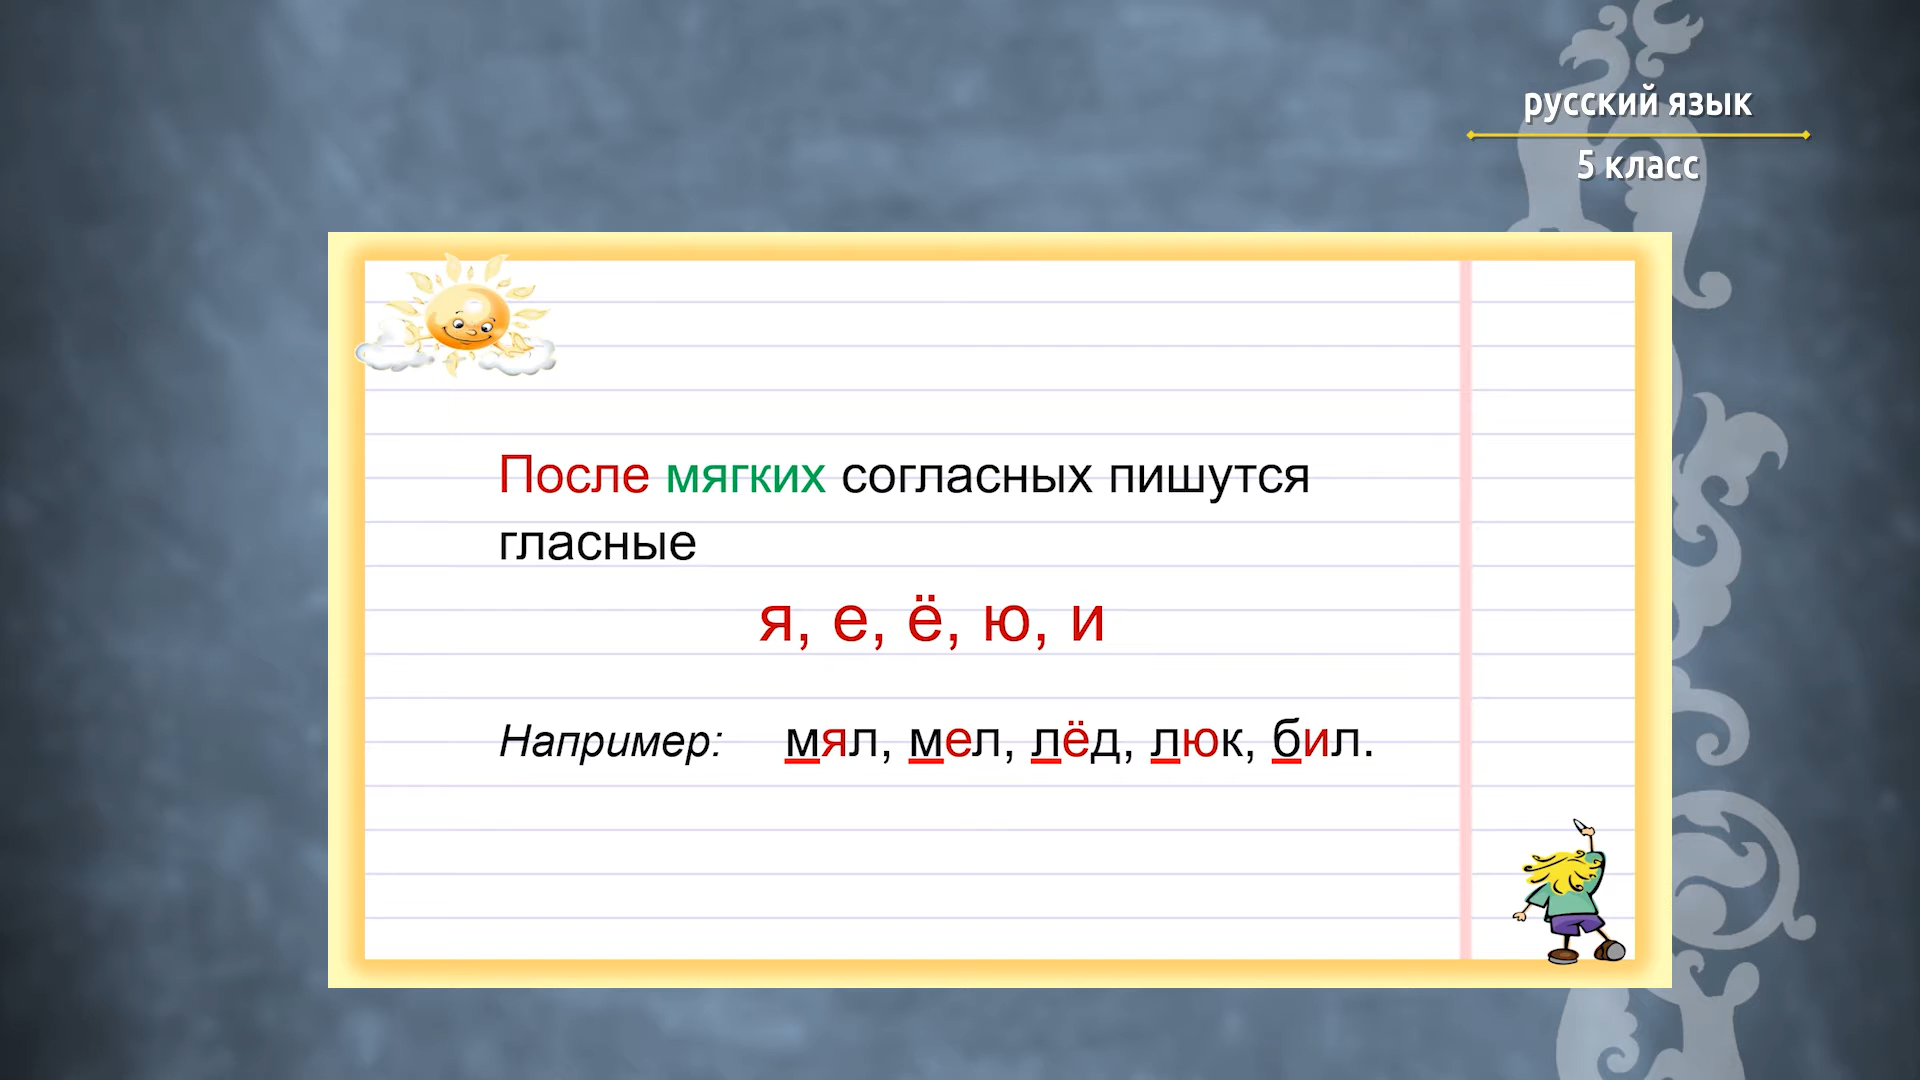 русский язык
5 класс
После мягких согласных пишутся
гласные
я, е, ё, ю, и
Например: мял, мел, лёд, люк, бил.